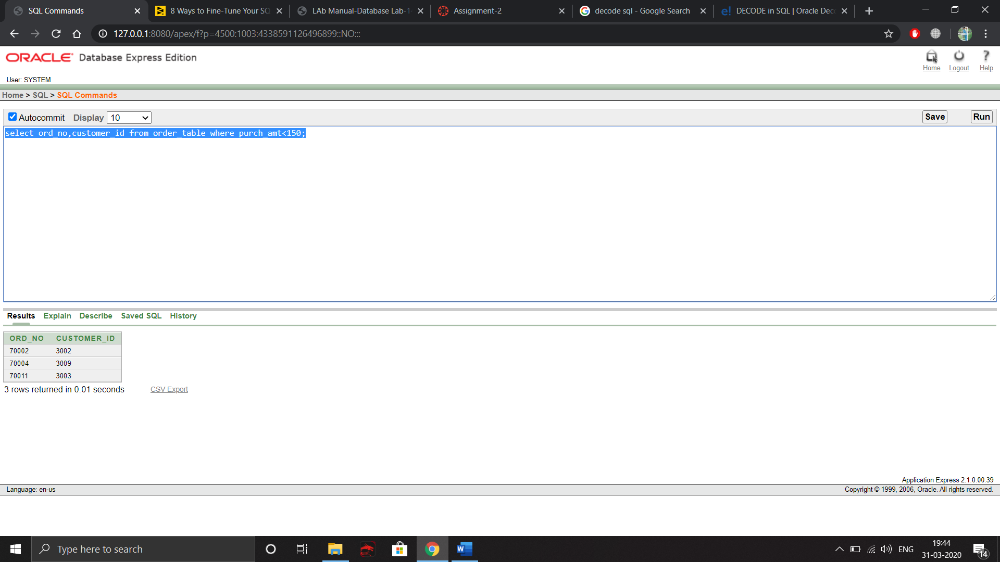 SQL Commands
8 Ways to Fine-Tune Your SQ
LAb Manual-Database Lab-1
Assignment-2
decode sql - Google Search
DECODE in SQL | Oracle Dec
127.0.0.1:8080/apex/f?p=4500:1003:4338591126496899::NO:::
ORACLE Database Express Edition
Home Logout Help
User: SYSTEM
Home > SQL > SQL Commands
Autocommit Display 10 Save Run
select ord_no,customer_id from order_table where purch_amt<150;
Results Explain Describe Saved SQL History
ORD_NO CUSTOMER_ID
70002 3002
70004 3009
70011 3003
3 rows returned in 0.01 seconds CSV Export
Application Express 2.1.0.00.39
Language: en-us Copyright © 1999, 2006, Oracle. All rights reserved.
Type here to search
ENG
19:44
31-03-2020
14